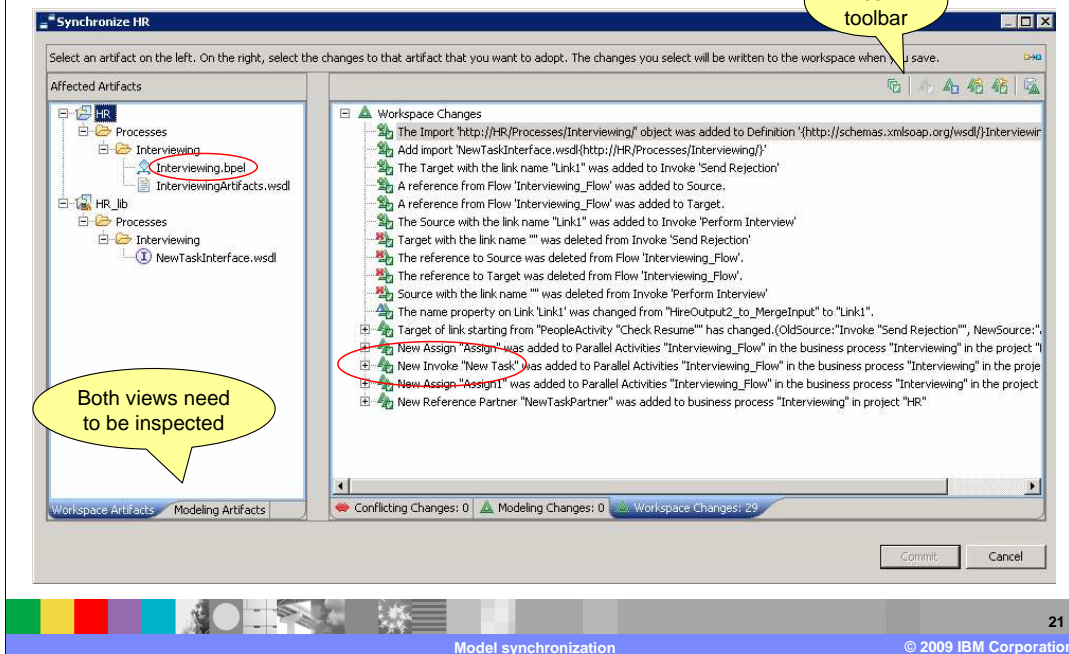 toolbar
Synchronize HR
Select an artifact on the left. On the right, select the changes to that artifact that you want to adopt. The changes you select will be written to the workspace when you save.
Affected Artifacts
HR
Processes
Interviewing
Interviewing.bpel
InterviewingArtifacts.wsdl
HR_lib
Processes
Interviewing
NewTaskInterface.wsdl
Both views need
to be inspected
Workspace Artifacts
Modeling Artifacts
Workspace Changes
The Import 'http://HR/Processes/Interviewing/' object was added to Definition '{http://schemas.xmlsoap.org/wsdl/}Interviewin
Add import 'NewTaskInterface.wsdl{http://HR/Processes/Interviewing/}'
The Target with the link name "Link1" was added to Invoke 'Send Rejection'
A reference from Flow 'Interviewing_Flow' was added to Source.
A reference from Flow 'Interviewing_Flow' was added to Target.
The Source with the link name "Link1" was added to Invoke 'Perform Interview'
Target with the link name "" was deleted from Invoke 'Send Rejection'
The reference to Source was deleted from Flow 'Interviewing_Flow'.
The reference to Target was deleted from Flow 'Interviewing_Flow'.
Source with the link name "" was deleted from Invoke 'Perform Interview'
The name property on Link 'Link1' was changed from "HireOutput2_to_MergeInput" to "Link1".
Target of link starting from "PeopleActivity "Check Resume"" has changed.(OldSource:"Invoke "Send Rejection"", NewSource:"
New Assign "Assign" was added to Parallel Activities "Interviewing_Flow" in the business process "Interviewing" in the project "
New Invoke "New Task" was added to Parallel Activities "Interviewing_Flow" in the business process "Interviewing" in the proje
New Assign "Assign1" was added to Parallel Activities "Interviewing_Flow" in the business process "Interviewing" in the project
New Reference Partner "NewTaskPartner" was added to business process "Interviewing" in project "HR"
Conflicting Changes: 0
Modeling Changes: 0
Workspace Changes: 29
Commit
Cancel
21
Model synchronization
© 2009 IBM Corporation